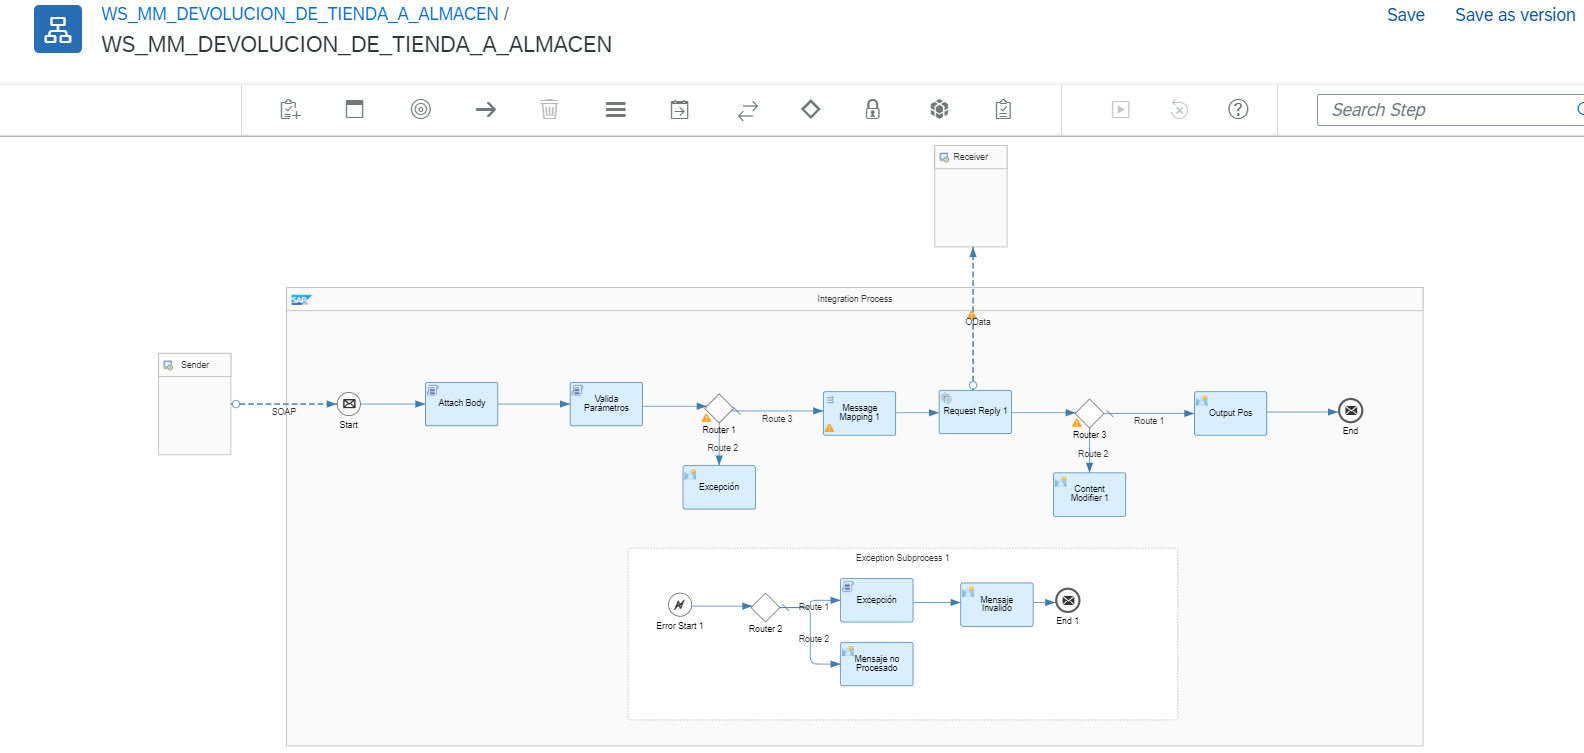 WS_MM_DEVOLUCION_DE_TIENDA_A_ALMACEN /
Save
Save as version
WS_MM_DEVOLUCION_DE_TIENDA_A_ALMACEN
Search Step
Receiver
SAP
Integration Process
OData
Sender
SOAP
Start
Attach Body
Valida
Parámetros
Router 1
Route 3
Route 2
Excepción
Message
Mapping 1
Request Reply 1
Router 3
Route 1
Route 2
Content
Modifier 1
Output Pos
End
Exception Subprocess 1
Error Start 1
Router 2
Route 1
Route 2
Excepción
Mensaje
Invalido
End 1
Mensaje no
Procesado